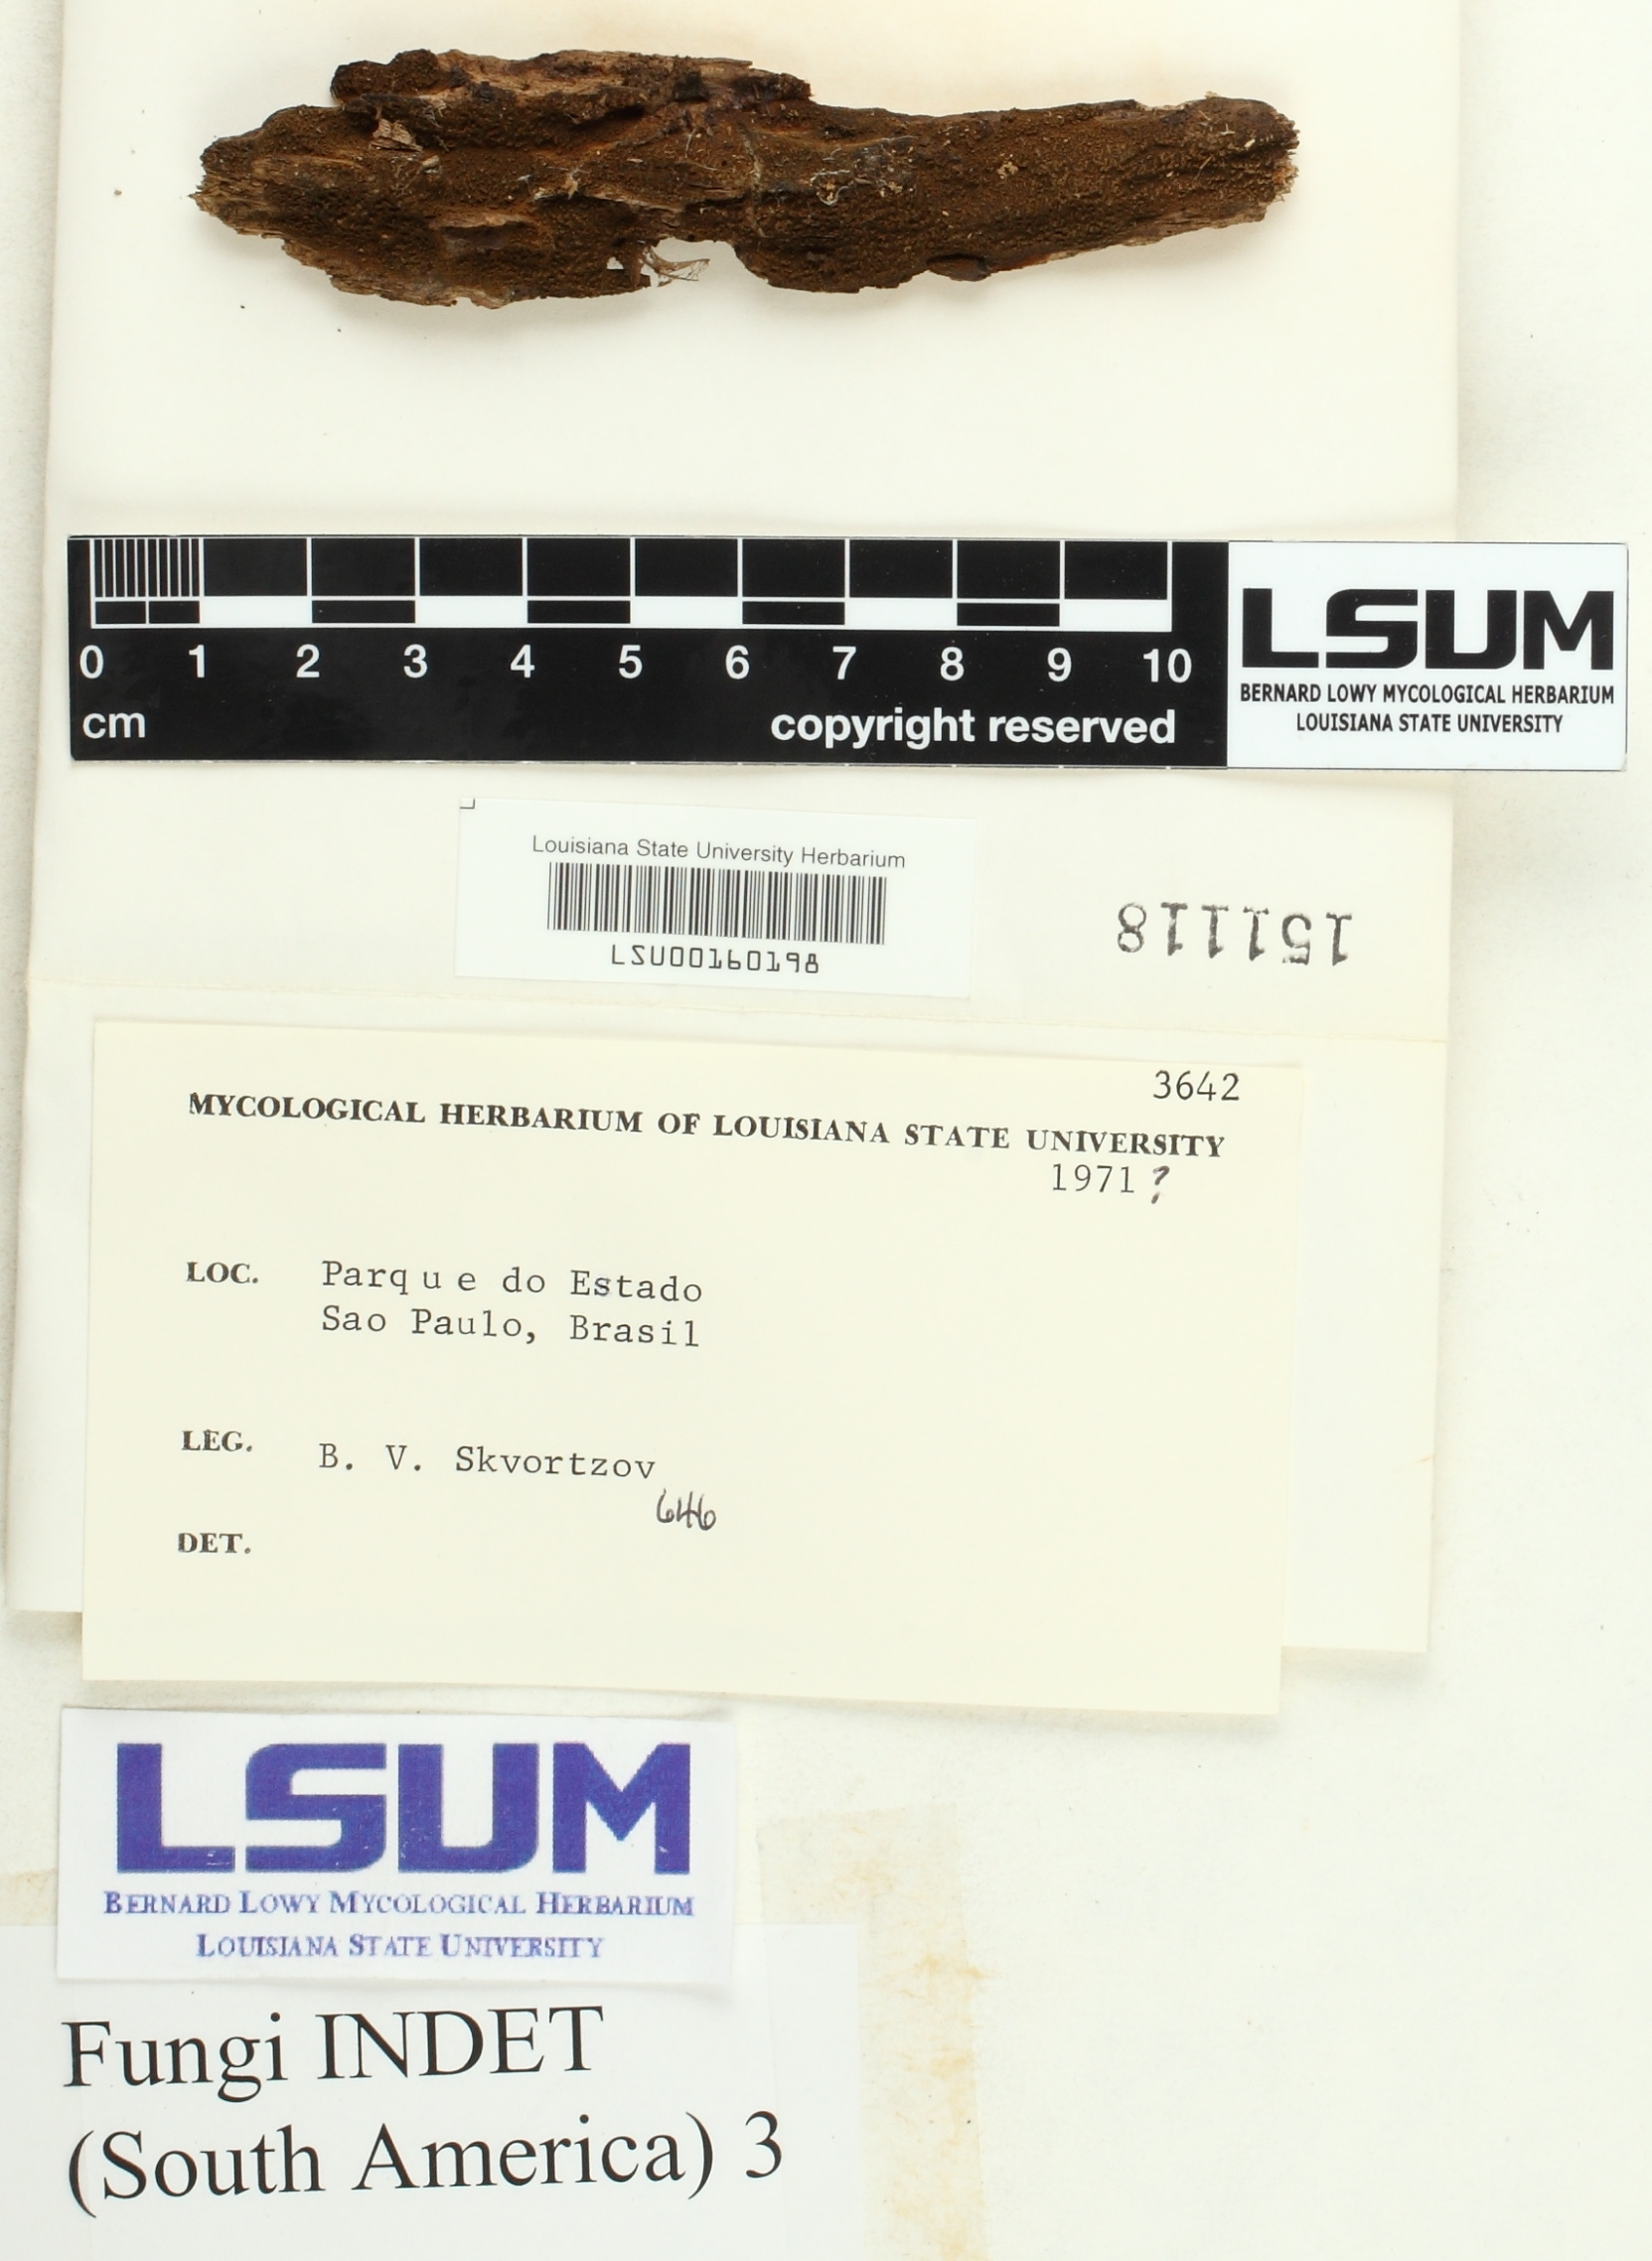 0 1 2 3 4 5 6 7 8 9 10
cm copyright reserved
LSUM
BERNARD LOWY MYCOLOGICAL HERBARIUM
LOUISIANA STATE UNIVERSITY
Louisiana State University Herbarium
LSU00160198
151118
3642
MYCOLOGICAL HERBARIUM OF LOUISIANA STATE UNIVERSITY
1971 ?
LOC. Parque do Estado
Sao Paulo, Brasil
LEG. B. V. Skvortzov
646
DET.
LSUM
BERNARD LOWY MYCOLOGICAL HERBARIUM
LOUISIANA STATE UNIVERSITY
Fungi INDET
(South America) 3